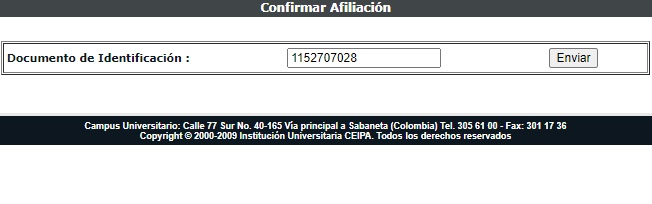 Confirmar Afiliación
Documento de Identificación : 1152707028 Enviar
Campus Universitario: Calle 77 Sur No. 40-165 Vía principal a Sabaneta (Colombia) Tel. 305 61 00 - Fax: 301 17 36
Copyright © 2000-2009 Institución Universitaria CEIPA. Todos los derechos reservados